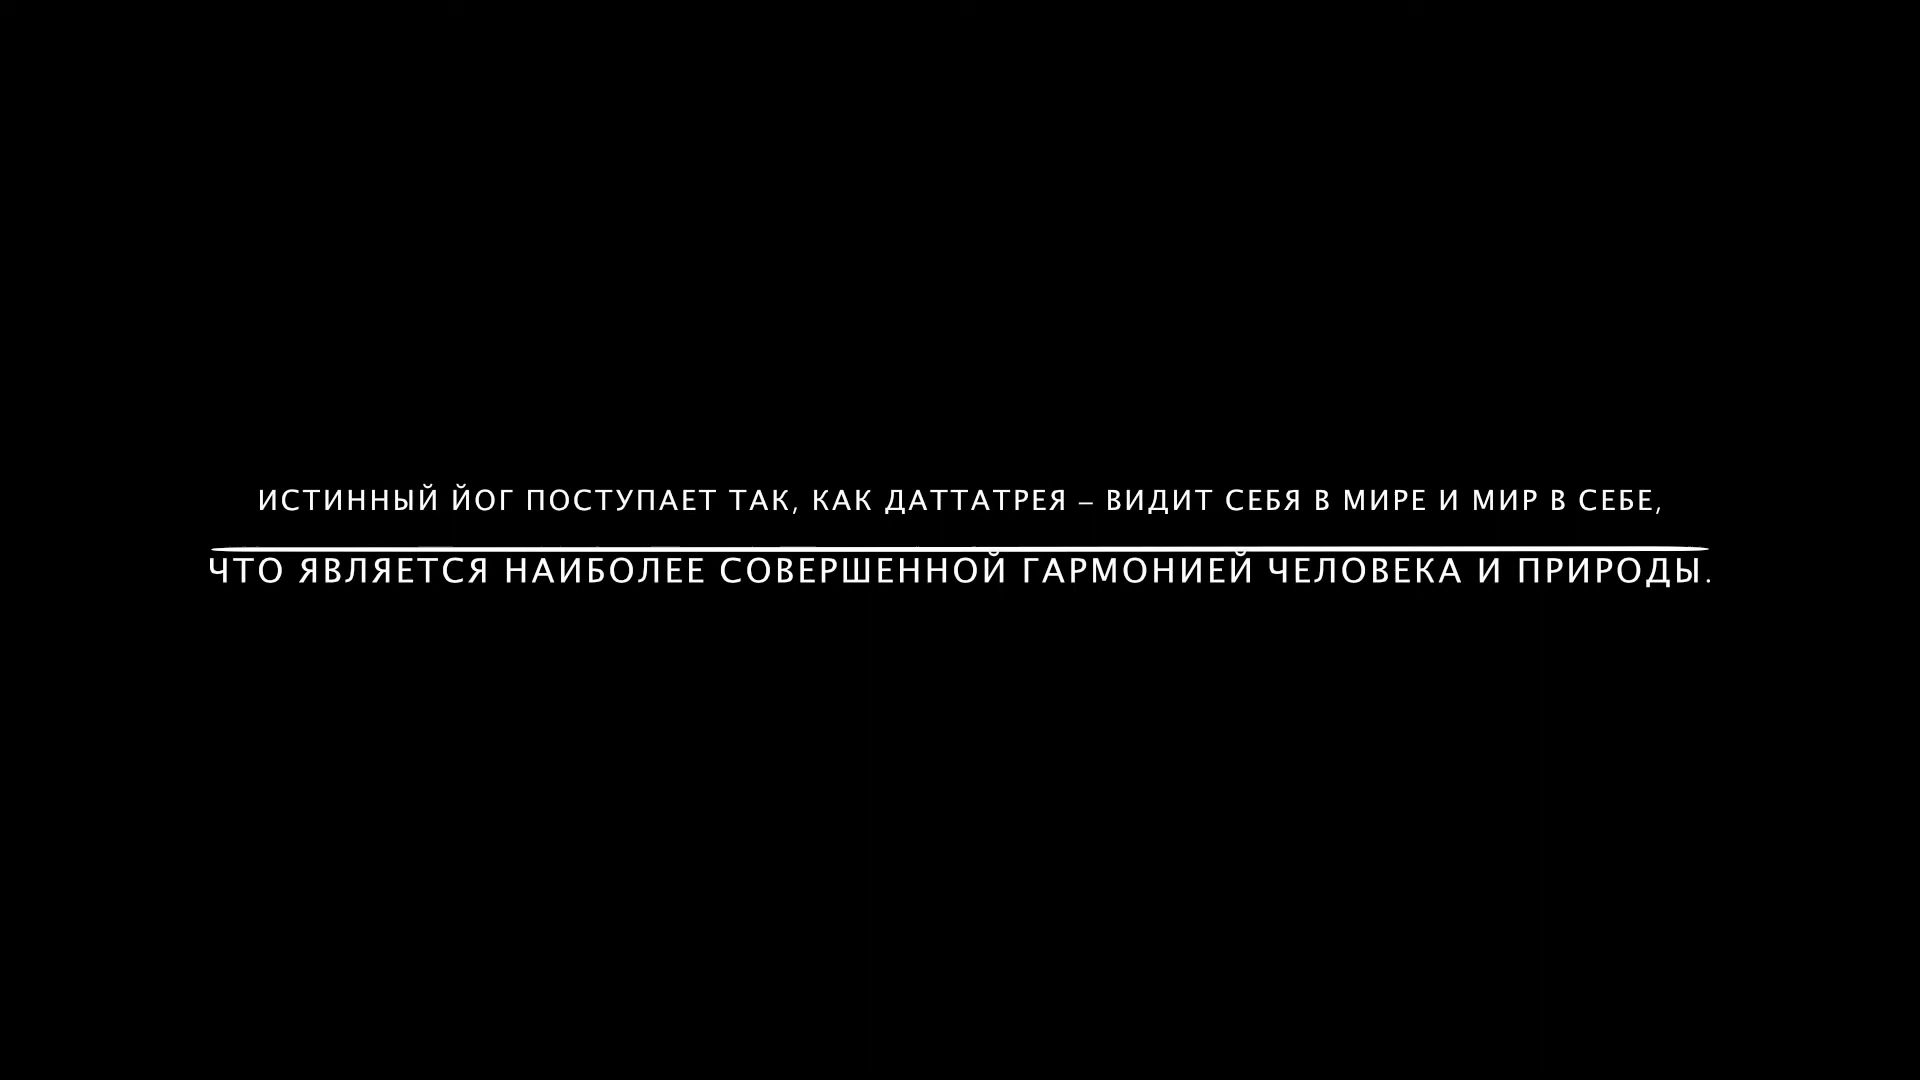 ИСТИННЫЙ ЙОГ ПОСТУПАЕТ ТАК, КАК ДАТТАТРЕЯ – ВИДИТ СЕБЯ В МИРЕ И МИР В СЕБЕ,
ЧТО ЯВЛЯЕТСЯ НАИБОЛЕЕ СОВЕРШЕННОЙ ГАРМОНИЕЙ ЧЕЛОВЕКА И ПРИРОДЫ.